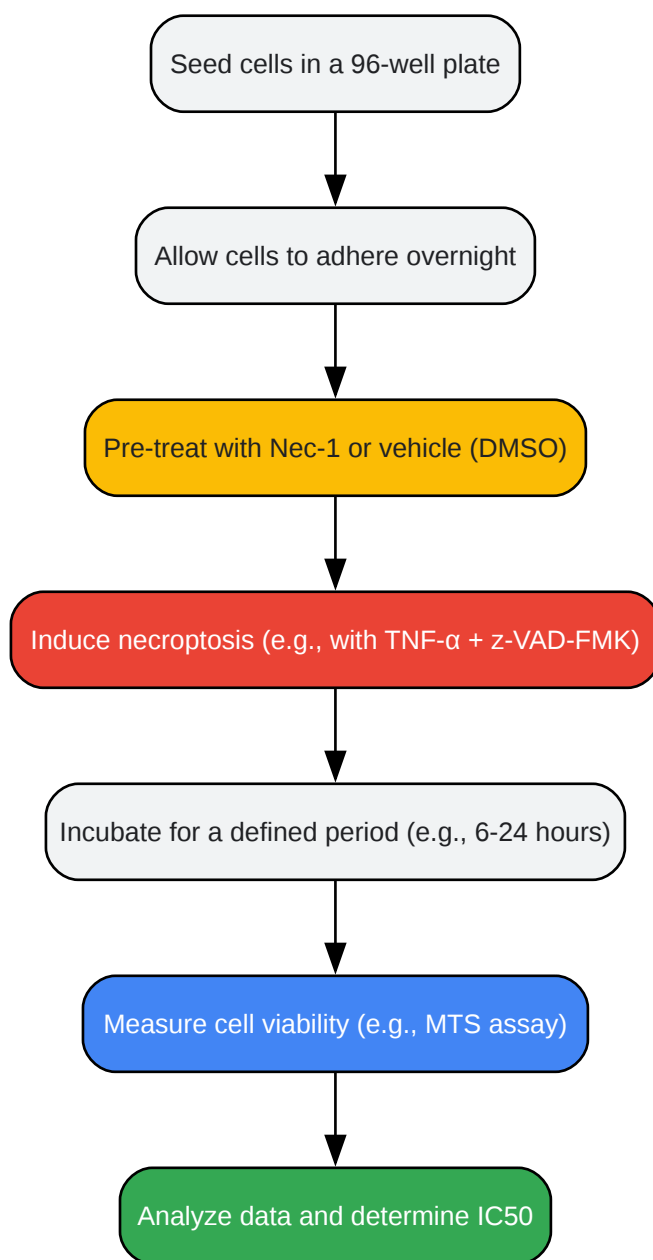 Seed cells in a 96-well plate
Allow cells to adhere overnight
Pre-treat with Nec-1 or vehicle (DMSO)
Induce necroptosis (e.g., with TNF-α + z-VAD-FMK)
Incubate for a defined period (e.g., 6-24 hours)
Measure cell viability (e.g., MTS assay)
Analyze data and determine IC50